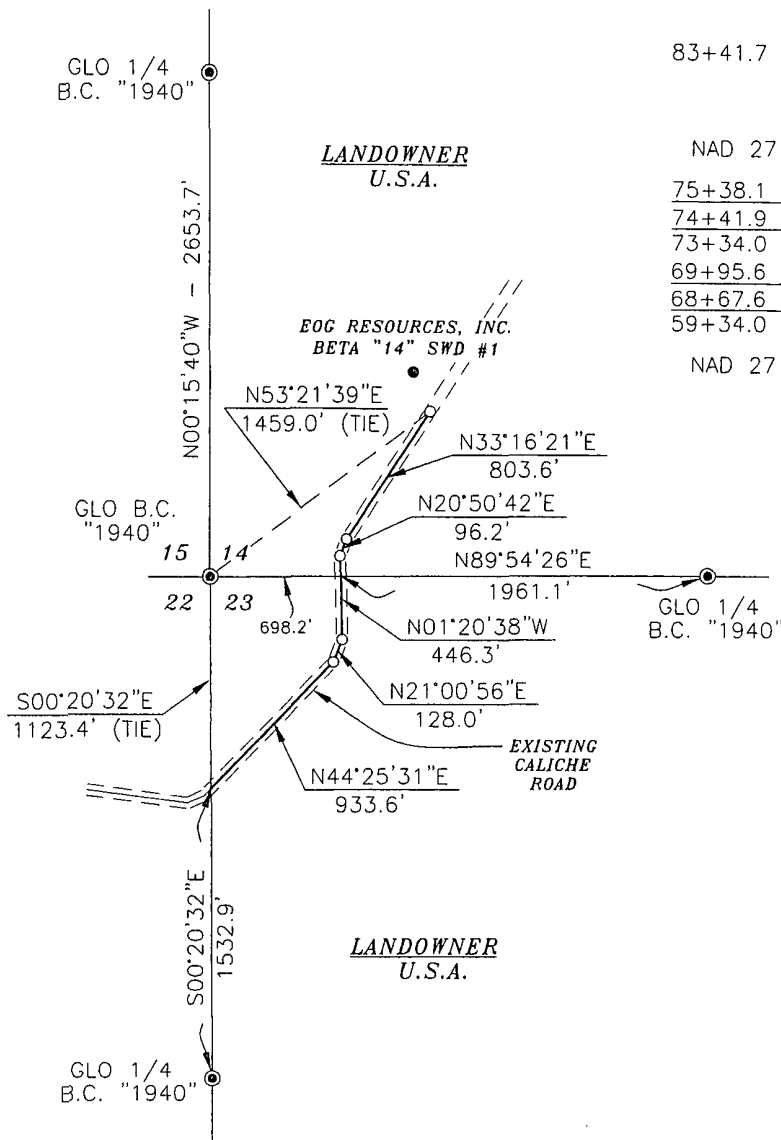 83+41.7
GLO 1/4
B.C. "1940"
LANDOWNER
U.S.A.
NAD 27
75+38.1
74+41.9
73+34.0
69+95.6
68+67.6
59+34.0
NAD 27
N00°15'40"W - 2653.7'
EOG RESOURCES, INC.
BETA "14" SWD #1
N53°21'39"E
1459.0' (TIE)
N33°16'21"E
803.6'
N20°50'42"E
96.2'
GLO B.C.
"1940"
15 14
22 23
N89°54'26"E
1961.1'
GLO 1/4
B.C. "1940"
698.2'
N01°20'38"W
446.3'
S00°20'32"E
1123.4' (TIE)
N21°00'56"E
128.0'
EXISTING
CALICHE
ROAD
N44°25'31"E
933.6'
S00°20'32"E
1532.9'
LANDOWNER
U.S.A.
GLO 1/4
B.C. "1940"